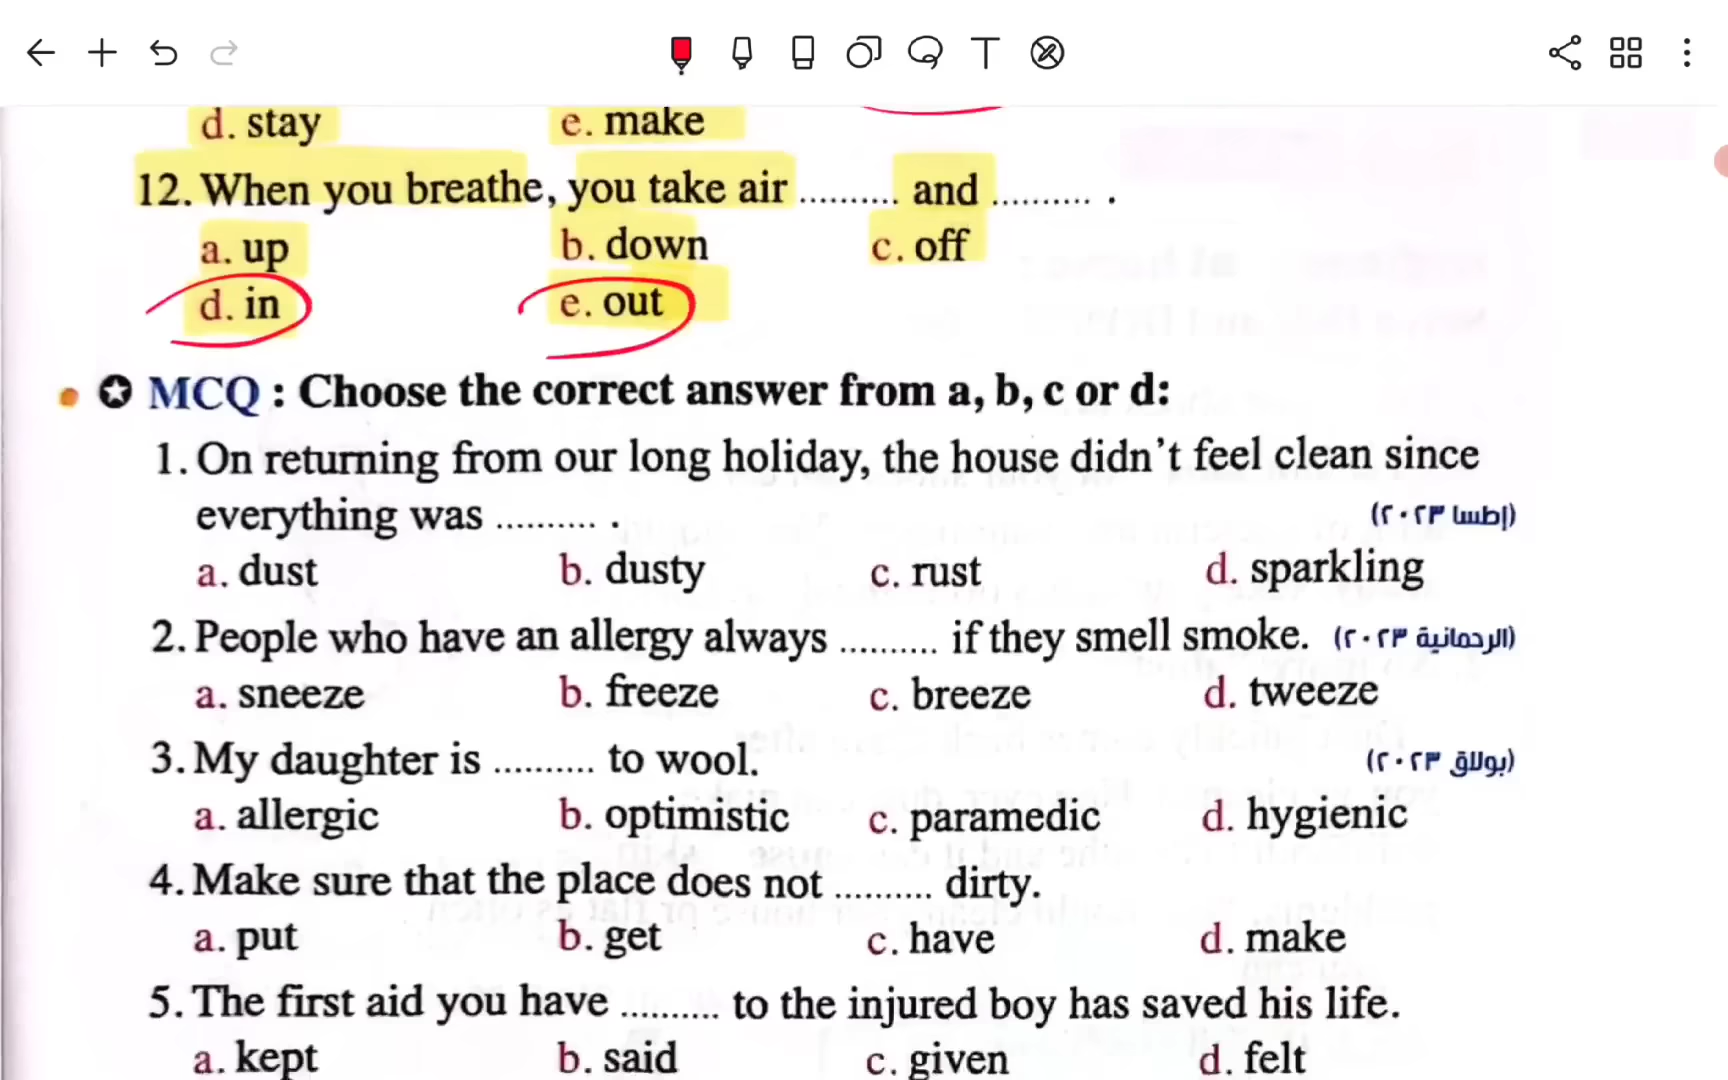 d. stay e. make
12. When you breathe, you take air .......... and .......... .
a. up b. down c. off
d. in e. out
MCQ : Choose the correct answer from a, b, c or d:
1. On returning from our long holiday, the house didn't feel clean since
everything was .......... . (إطسا ٢٠٢٣)
a. dust b. dusty c. rust d. sparkling
2. People who have an allergy always .......... if they smell smoke. (الرحمانية ٢٠٢٣)
a. sneeze b. freeze c. breeze d. tweeze
3. My daughter is .......... to wool. (بولاق ٢٠٢٣)
a. allergic b. optimistic c. paramedic d. hygienic
4. Make sure that the place does not .......... dirty.
a. put b. get c. have d. make
5. The first aid you have .......... to the injured boy has saved his life.
a. kept b. said c. given d. felt